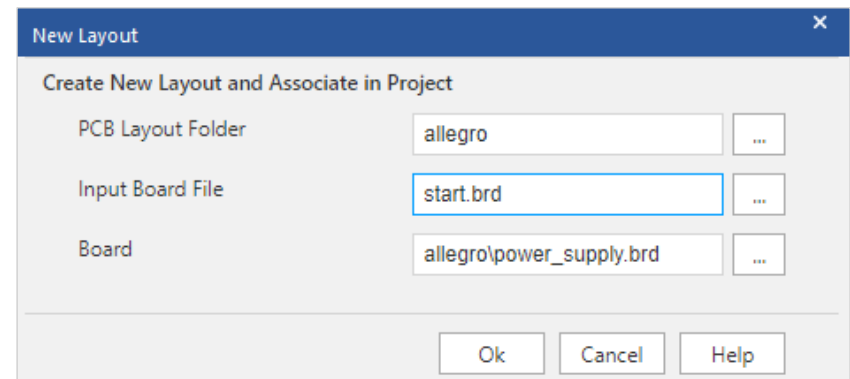 New Layout ×
Create New Layout and Associate in Project
PCB Layout Folder allegro ...
Input Board File start.brd ...
Board allegro\power_supply.brd ...
Ok Cancel Help